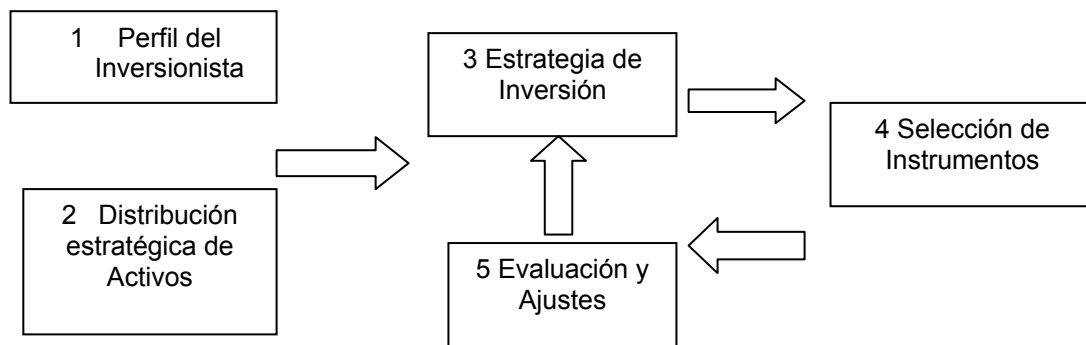 1 Perfil del
Inversionista
2 Distribución
estratégica de
Activos
3 Estrategia de
Inversión
4 Selección de
Instrumentos
5 Evaluación y
Ajustes